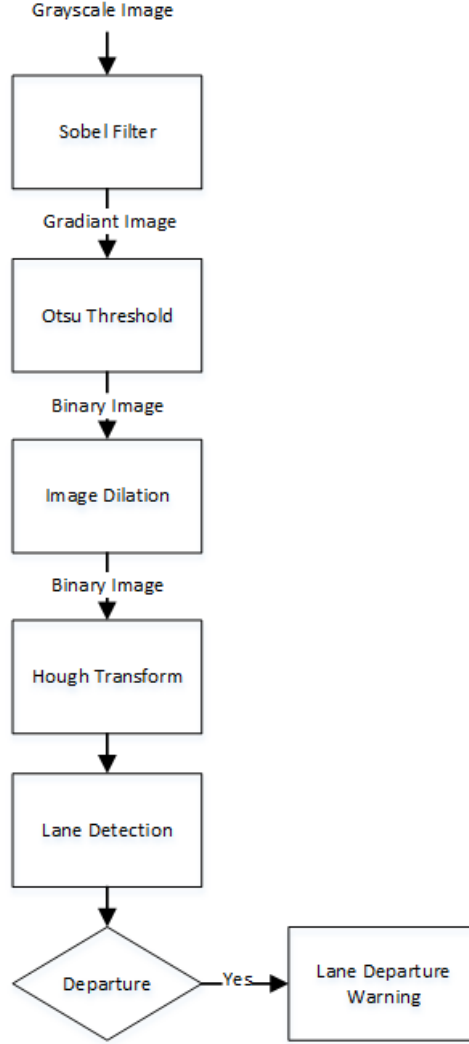 Grayscale Image
Sobel Filter
Gradiant Image
Otsu Threshold
Binary Image
Image Dilation
Binary Image
Hough Transform
Lane Detection
Departure
Yes
Lane Departure
Warning